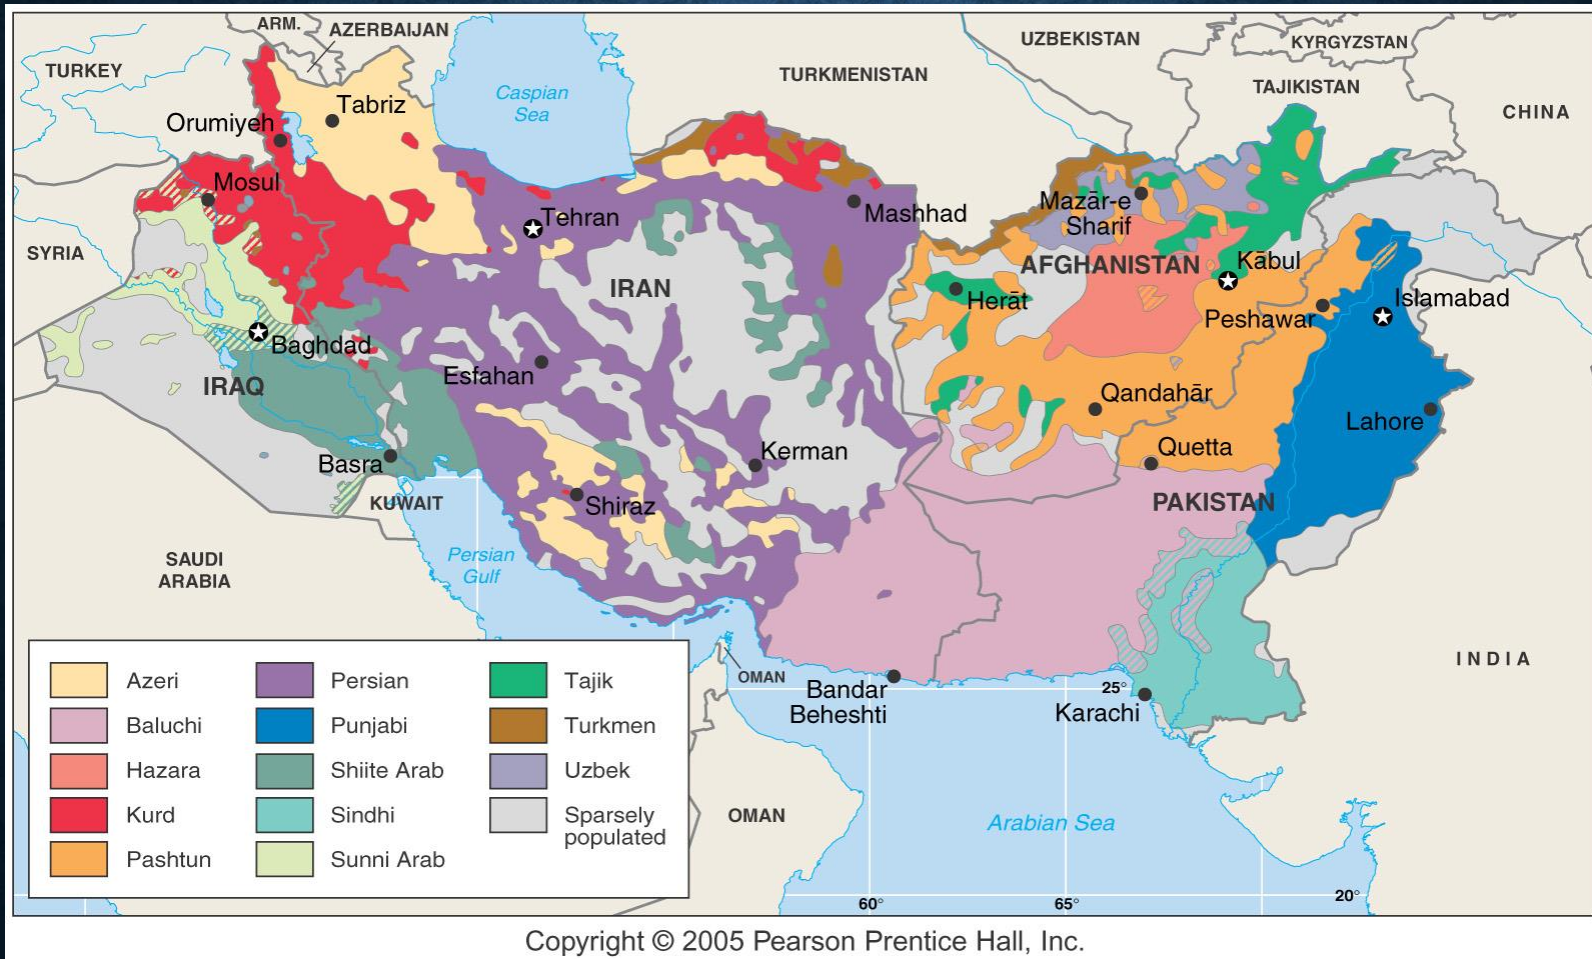 ARM.
AZERBAIJAN
TURKEY
UZBEKISTAN
KYRGYZSTAN
TURKMENISTAN
TAJIKISTAN
CHINA
Caspian
Sea
Tabriz
Orumiyeh
Mosul
Tehran
Mashhad
Mazār-e
Sharif
SYRIA
IRAN
AFGHANISTAN
Kābul
Herāt
Peshawar
Islamabad
Baghdad
Esfahan
IRAQ
Qandahār
Lahore
Quetta
Kerman
Basra
Shiraz
KUWAIT
PAKISTAN
SAUDI
ARABIA
Persian
Gulf
INDIA
OMAN
Bandar
Beheshti
25°
Karachi
OMAN
Arabian Sea
60°
65°
20°
Azeri
Baluchi
Hazara
Kurd
Pashtun
Persian
Punjabi
Shiite Arab
Sindhi
Sunni Arab
Tajik
Turkmen
Uzbek
Sparsely
populated
Copyright © 2005 Pearson Prentice Hall, Inc.